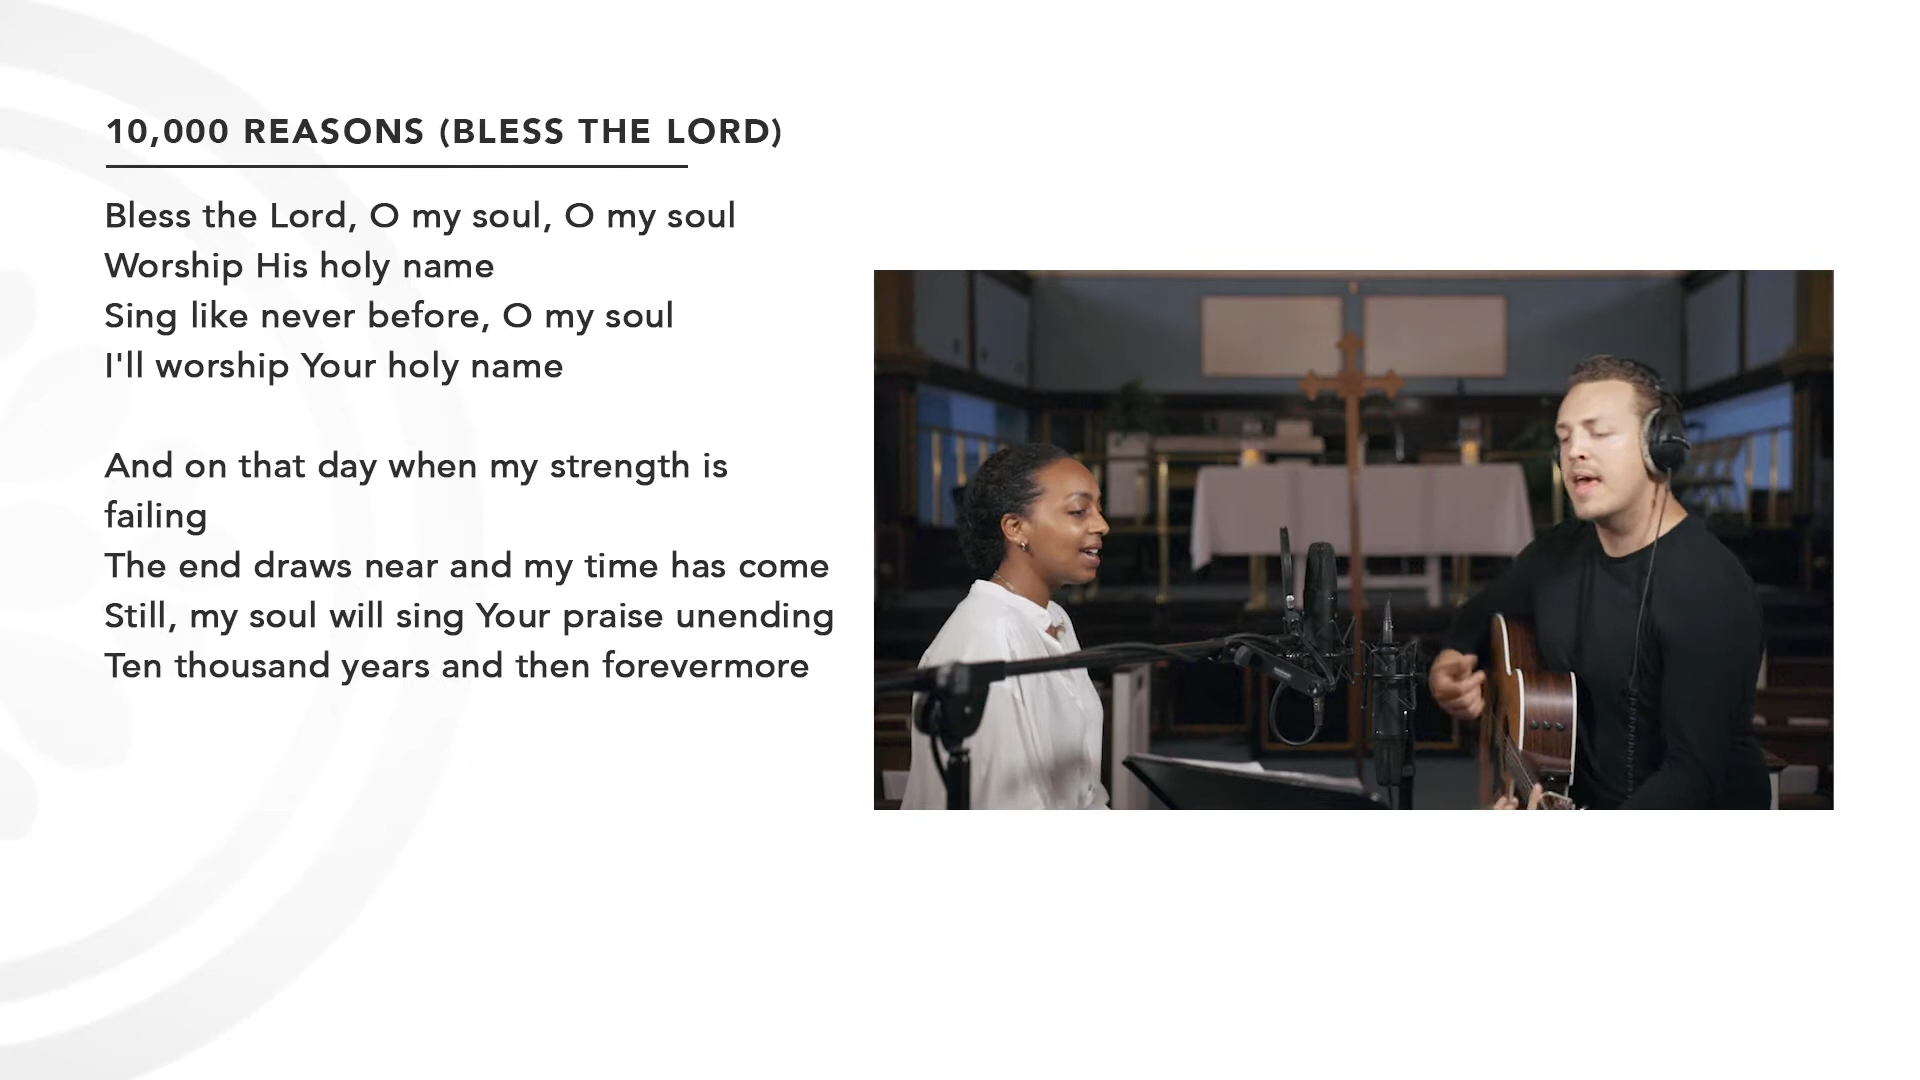 10,000 REASONS (BLESS THE LORD)
Bless the Lord, O my soul, O my soul
Worship His holy name
Sing like never before, O my soul
I'll worship Your holy name
And on that day when my strength is
failing
The end draws near and my time has come
Still, my soul will sing Your praise unending
Ten thousand years and then forevermore